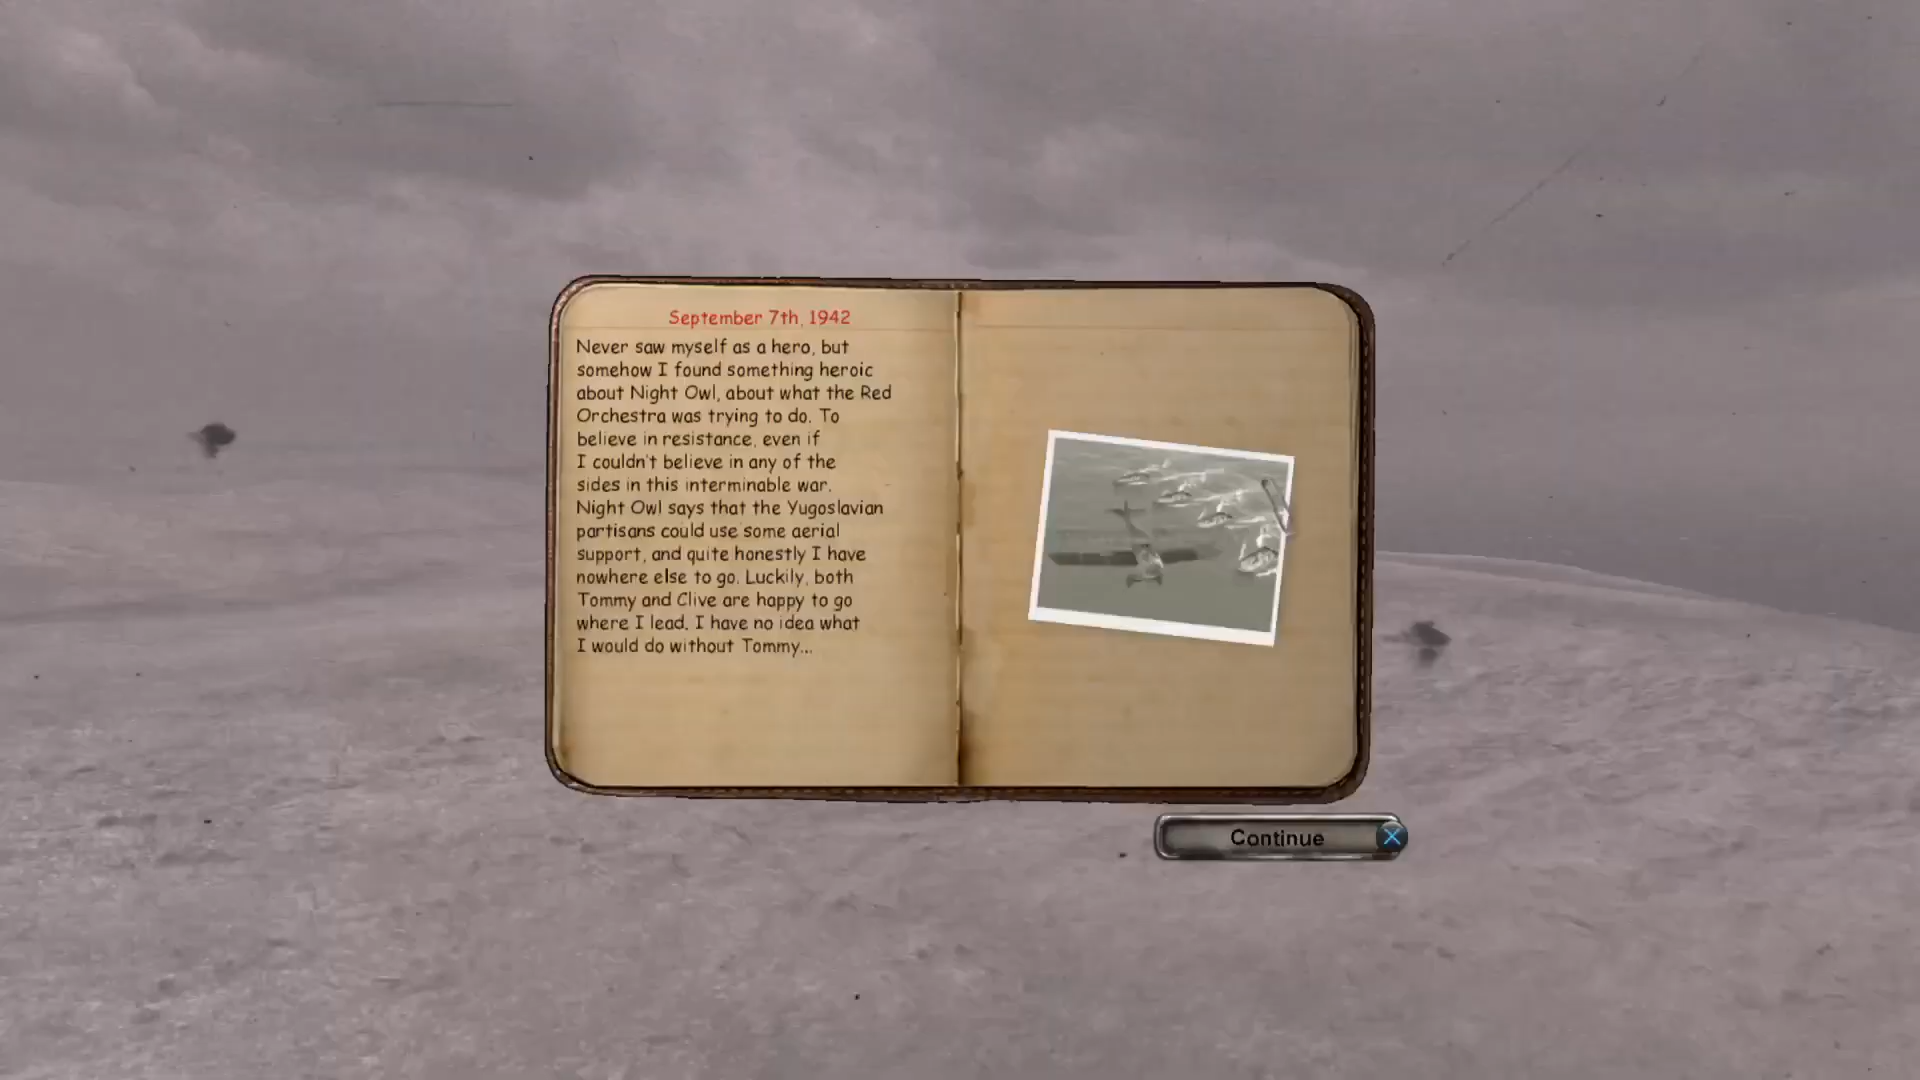 September 7th, 1942
Never saw myself as a hero, but
somehow I found something heroic
about Night Owl, about what the Red
Orchestra was trying to do. To
believe in resistance, even if
I couldn't believe in any of the
sides in this interminable war.
Night Owl says that the Yugoslavian
partisans could use some aerial
support, and quite honestly I have
nowhere else to go. Luckily, both
Tommy and Clive are happy to go
where I lead. I have no idea what
I would do without Tommy...
Continue